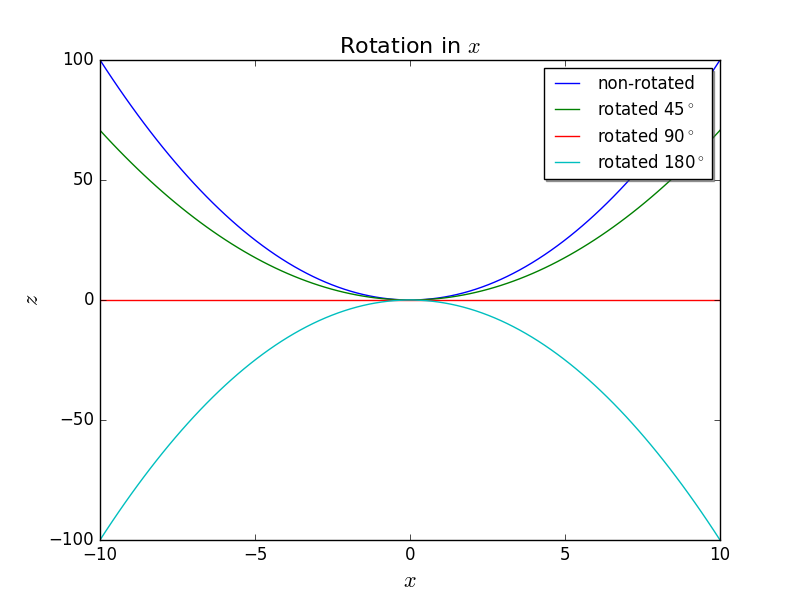 Rotation in x
100
50
0
−50
−100
z
non-rotated
rotated 45°
rotated 90°
rotated 180°
−10 −5 0 5 10
x